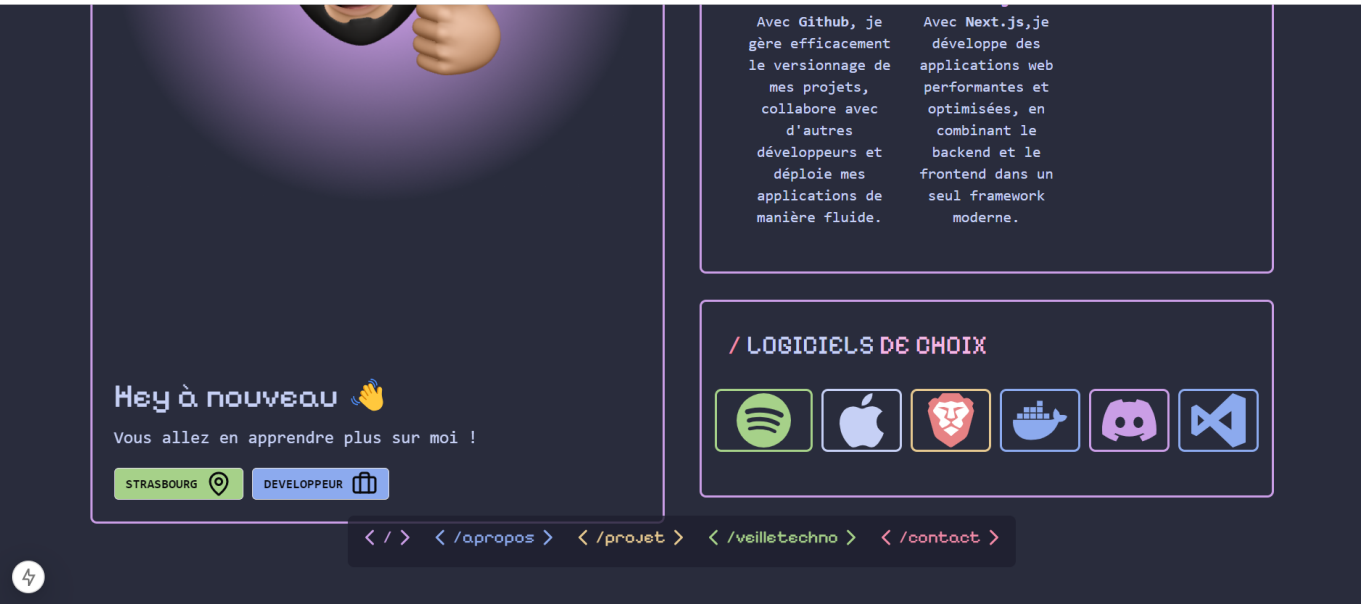 Avec Github, je
gère efficacement
le versionnage de
mes projets,
collabore avec
d'autres
développeurs et
déploie mes
applications de
manière fluide.
Avec Next.js,je
développe des
applications web
performantes et
optimisées, en
combinant le
backend et le
frontend dans un
seul framework
moderne.
/ LOGICIELS DE CHOIX
Hey à nouveau 👋
Vous allez en apprendre plus sur moi !
STRASBOURG
DEVELOPPEUR
< / > < /apropos > < /projet > < /veilletechno > < /contact >